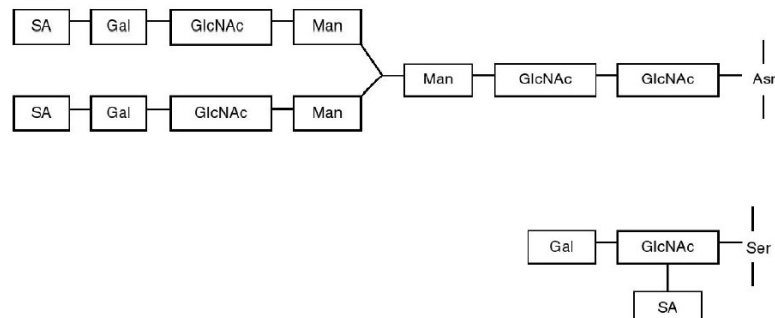 SA Gal GlcNAc Man
Man GlcNAc GlcNAc Asn
SA Gal GlcNAc Man
Gal GlcNAc Ser
SA